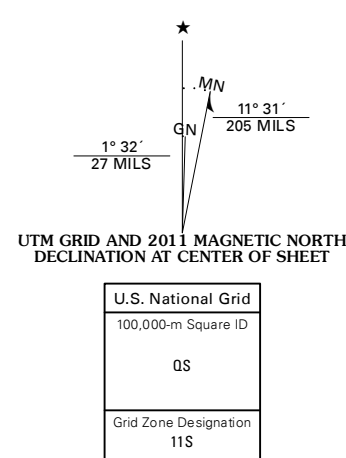 ★
MN
GN
11° 31´
205 MILS
1° 32´
27 MILS
UTM GRID AND 2011 MAGNETIC NORTH
DECLINATION AT CENTER OF SHEET
U.S. National Grid
100,000-m Square ID
QS
Grid Zone Designation
11S